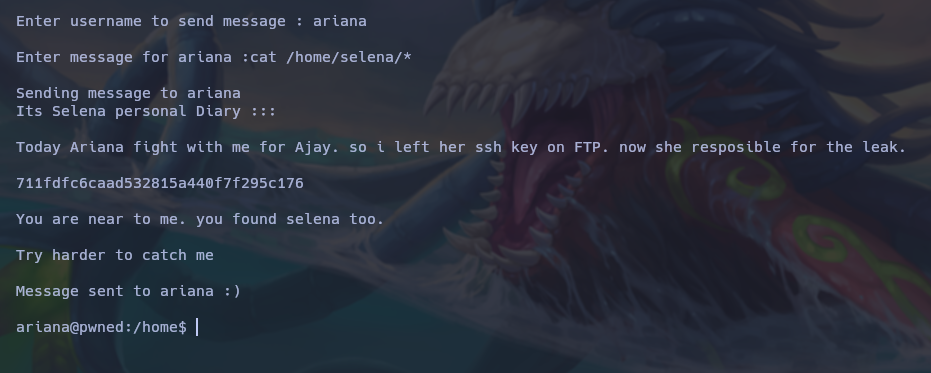 Enter username to send message : ariana
Enter message for ariana :cat /home/selena/*
Sending message to ariana
Its Selena personal Diary :::
Today Ariana fight with me for Ajay. so i left her ssh key on FTP. now she resposible for the leak.
711fdfc6caad532815a440f7f295c176
You are near to me. you found selena too.
Try harder to catch me
Message sent to ariana :)
ariana@pwned:/home$